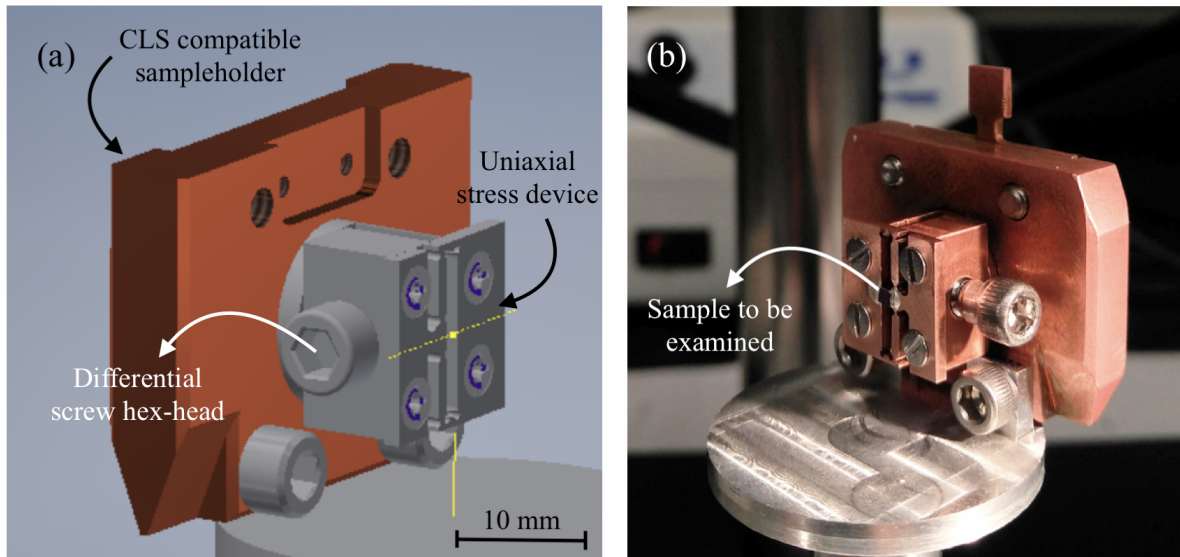 (a)
CLS compatible
sampleholder
Uniaxial
stress device
Differential
screw hex-head
10 mm
(b)
Sample to be
examined